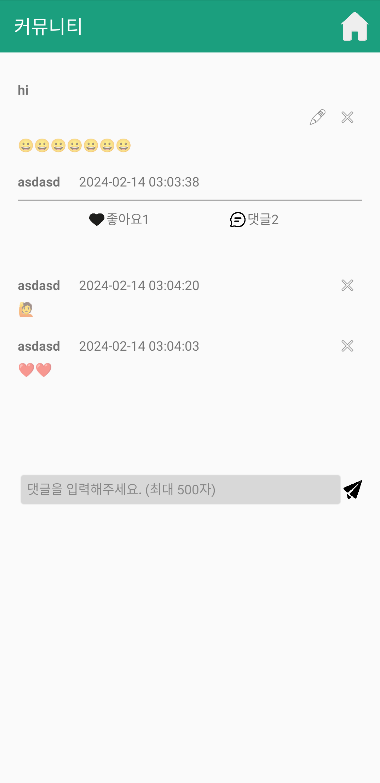 커뮤니티
hi
😀😀😀😀😀😀😀
asdasd 2024-02-14 03:03:38
좋아요1 댓글2
asdasd 2024-02-14 03:04:20
🙋
asdasd 2024-02-14 03:04:03
❤️❤️
댓글을 입력해주세요. (최대 500자)